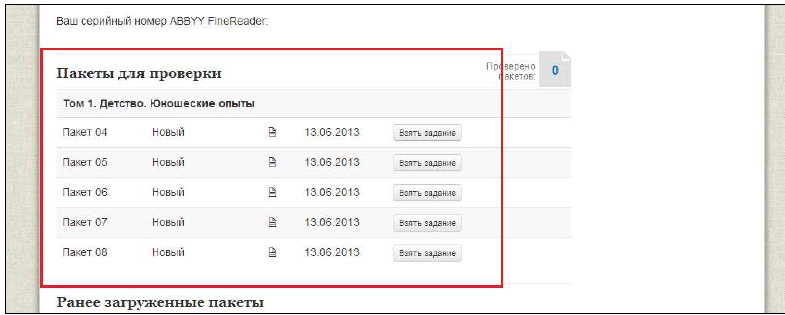 Ваш серийный номер ABBYY FineReader:
Пакеты для проверки
Проверено
пакетов:
0
Том 1. Детство. Юношеские опыты
Пакет 04 Новый 13.06.2013 Взять задание
Пакет 05 Новый 13.06.2013 Взять задание
Пакет 06 Новый 13.06.2013 Взять задание
Пакет 07 Новый 13.06.2013 Взять задание
Пакет 08 Новый 13.06.2013 Взять задание
Ранее загруженные пакеты